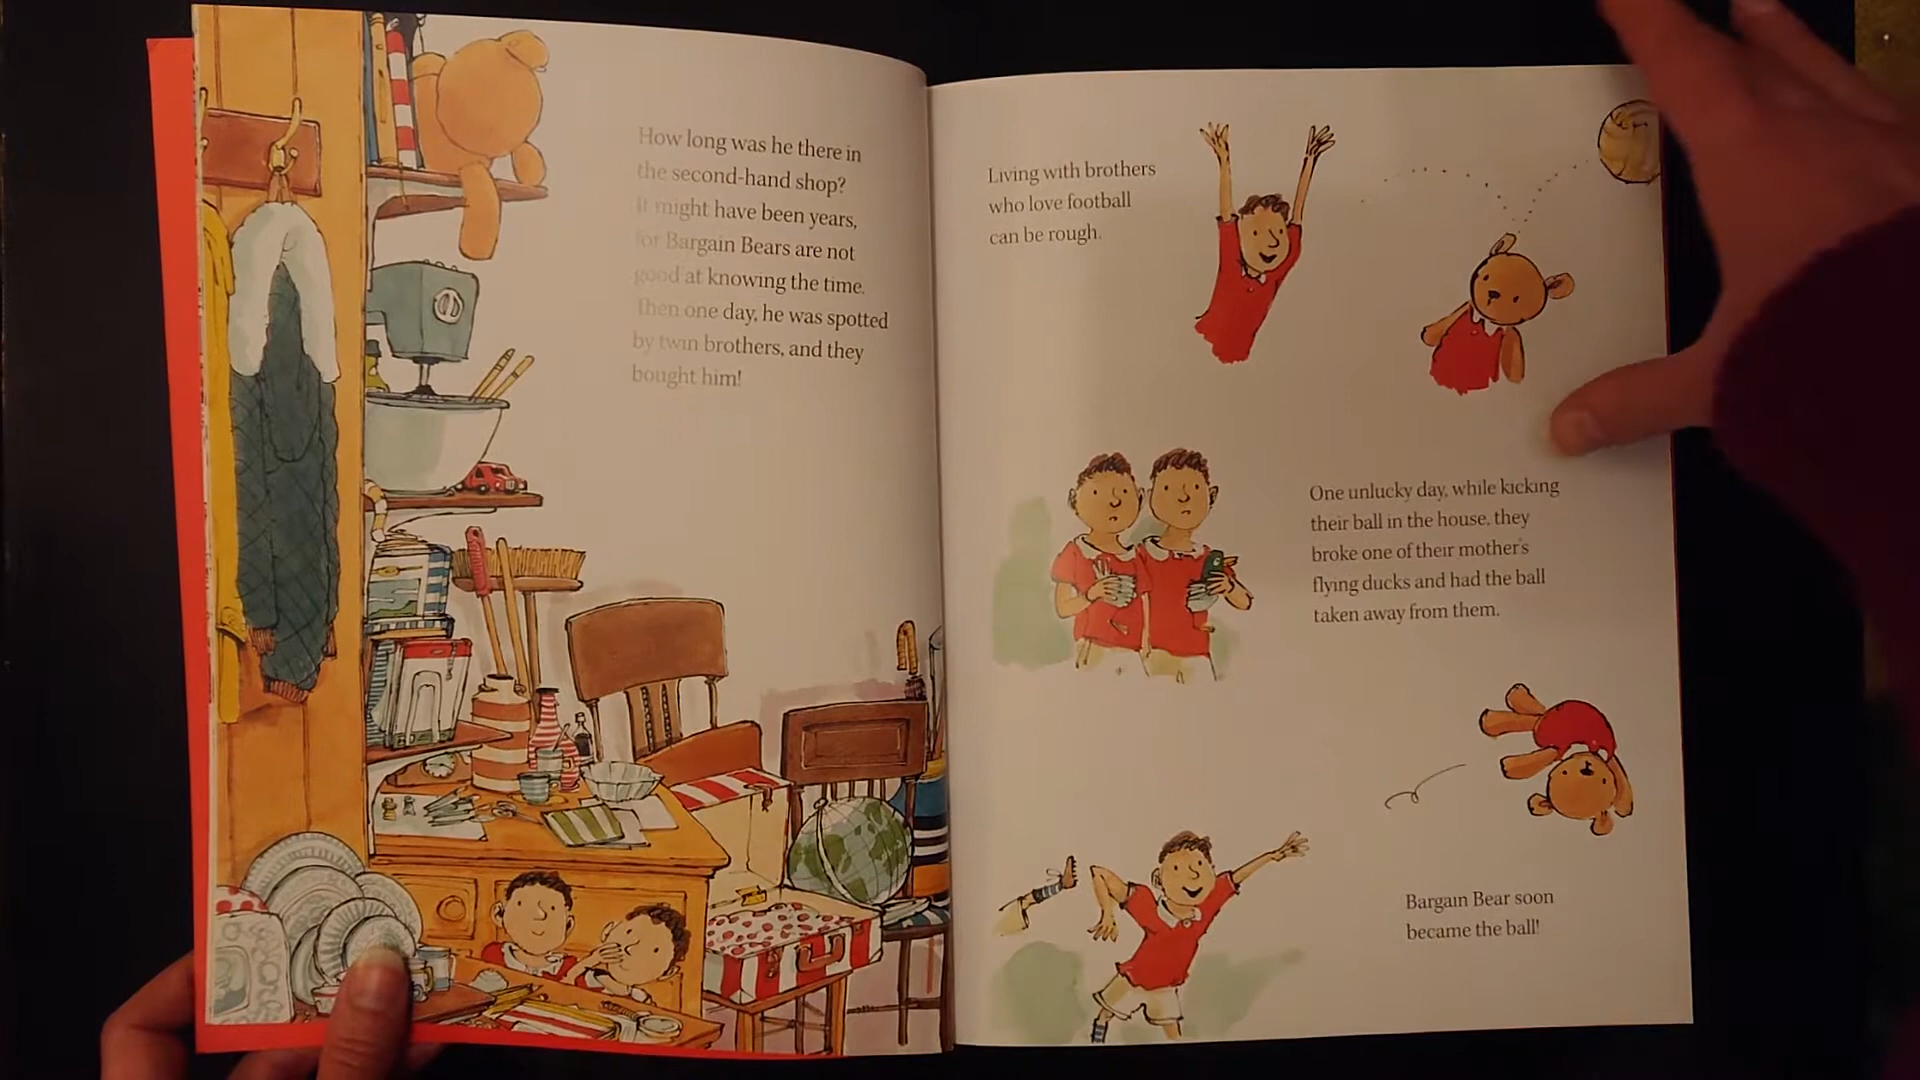 How long was he there in
the second-hand shop?
It might have been years,
for Bargain Bears are not
good at knowing the time.
Then one day, he was spotted
by twin brothers, and they
bought him!
Living with brothers
who love football
can be rough.
One unlucky day, while kicking
their ball in the house, they
broke one of their mother's
flying ducks and had the ball
taken away from them.
Bargain Bear soon
became the ball!